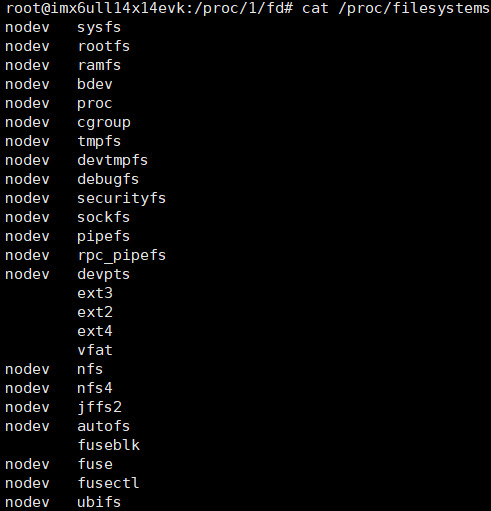 root@imx6ull14x14evk:/proc/1/fd# cat /proc/filesystems
nodev   sysfs
nodev   rootfs
nodev   ramfs
nodev   bdev
nodev   proc
nodev   cgroup
nodev   tmpfs
nodev   devtmpfs
nodev   debugfs
nodev   securityfs
nodev   sockfs
nodev   pipefs
nodev   rpc_pipefs
nodev   devpts
        ext3
        ext2
        ext4
        vfat
nodev   nfs
nodev   nfs4
nodev   jffs2
nodev   autofs
        fuseblk
nodev   fuse
nodev   fusectl
nodev   ubifs